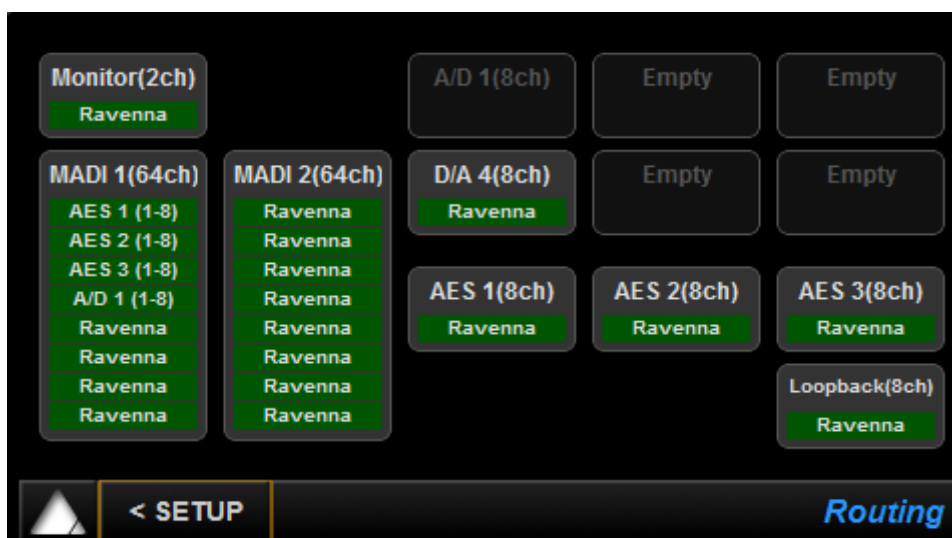 Monitor(2ch)
Ravenna
A/D 1(8ch)
Empty
Empty
MADI 1(64ch)
AES 1 (1-8)
AES 2 (1-8)
AES 3 (1-8)
A/D 1 (1-8)
Ravenna
Ravenna
Ravenna
Ravenna
MADI 2(64ch)
Ravenna
Ravenna
Ravenna
Ravenna
Ravenna
Ravenna
Ravenna
Ravenna
D/A 4(8ch)
Ravenna
Empty
Empty
AES 1(8ch)
Ravenna
AES 2(8ch)
Ravenna
AES 3(8ch)
Ravenna
Loopback(8ch)
Ravenna
< SETUP
Routing